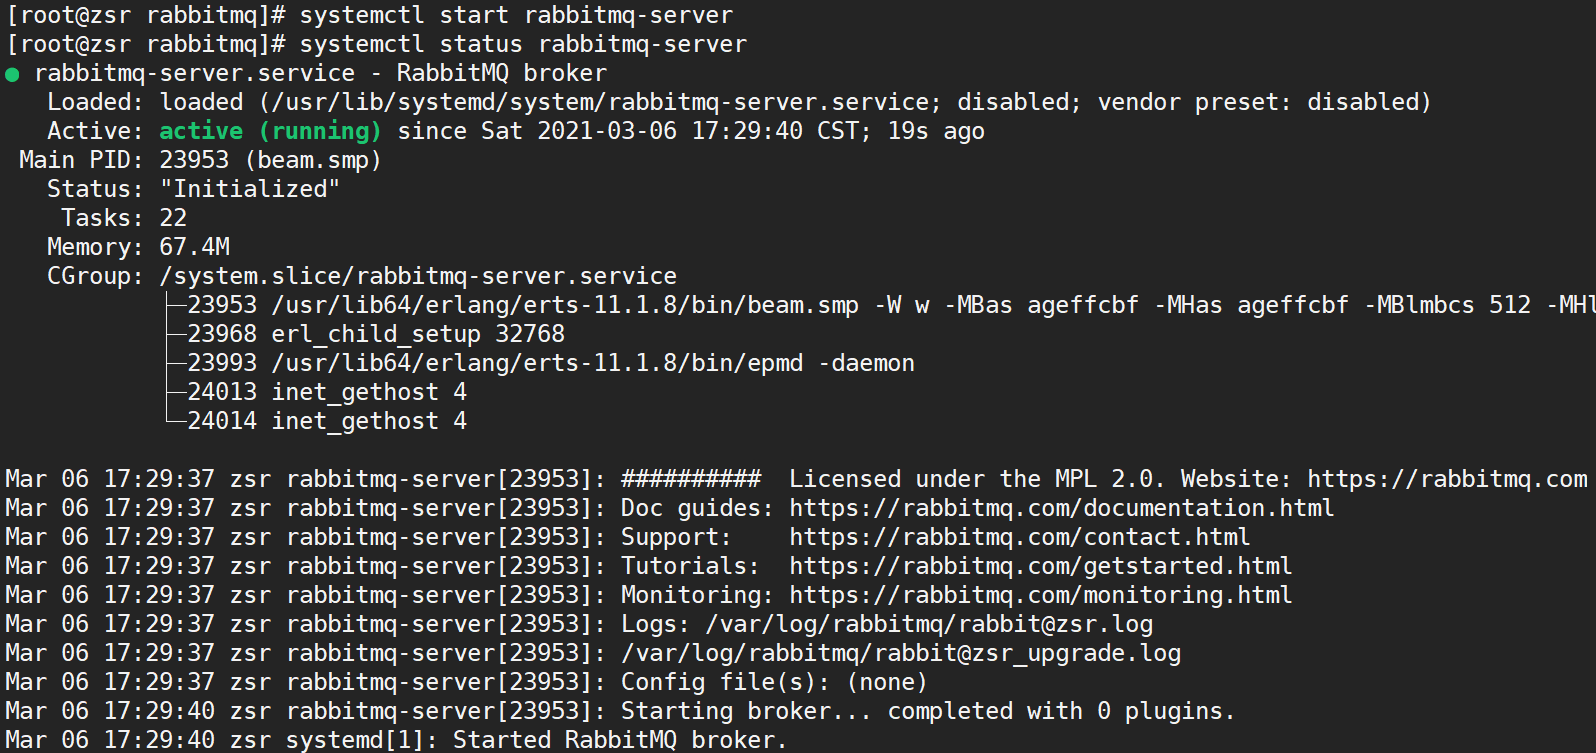 [root@zsr rabbitmq]# systemctl start rabbitmq-server
[root@zsr rabbitmq]# systemctl status rabbitmq-server
● rabbitmq-server.service - RabbitMQ broker
   Loaded: loaded (/usr/lib/systemd/system/rabbitmq-server.service; disabled; vendor preset: disabled)
   Active: active (running) since Sat 2021-03-06 17:29:40 CST; 19s ago
 Main PID: 23953 (beam.smp)
   Status: "Initialized"
    Tasks: 22
   Memory: 67.4M
   CGroup: /system.slice/rabbitmq-server.service
           ├─23953 /usr/lib64/erlang/erts-11.1.8/bin/beam.smp -W w -MBas ageffcbf -MHas ageffcbf -MBlmbcs 512 -MHl
           ├─23968 erl_child_setup 32768
           ├─23993 /usr/lib64/erlang/erts-11.1.8/bin/epmd -daemon
           ├─24013 inet_gethost 4
           └─24014 inet_gethost 4
Mar 06 17:29:37 zsr rabbitmq-server[23953]: ##########  Licensed under the MPL 2.0. Website: https://rabbitmq.com
Mar 06 17:29:37 zsr rabbitmq-server[23953]: Doc guides: https://rabbitmq.com/documentation.html
Mar 06 17:29:37 zsr rabbitmq-server[23953]: Support:    https://rabbitmq.com/contact.html
Mar 06 17:29:37 zsr rabbitmq-server[23953]: Tutorials:  https://rabbitmq.com/getstarted.html
Mar 06 17:29:37 zsr rabbitmq-server[23953]: Monitoring: https://rabbitmq.com/monitoring.html
Mar 06 17:29:37 zsr rabbitmq-server[23953]: Logs: /var/log/rabbitmq/rabbit@zsr.log
Mar 06 17:29:37 zsr rabbitmq-server[23953]: /var/log/rabbitmq/rabbit@zsr_upgrade.log
Mar 06 17:29:37 zsr rabbitmq-server[23953]: Config file(s): (none)
Mar 06 17:29:40 zsr rabbitmq-server[23953]: Starting broker... completed with 0 plugins.
Mar 06 17:29:40 zsr systemd[1]: Started RabbitMQ broker.